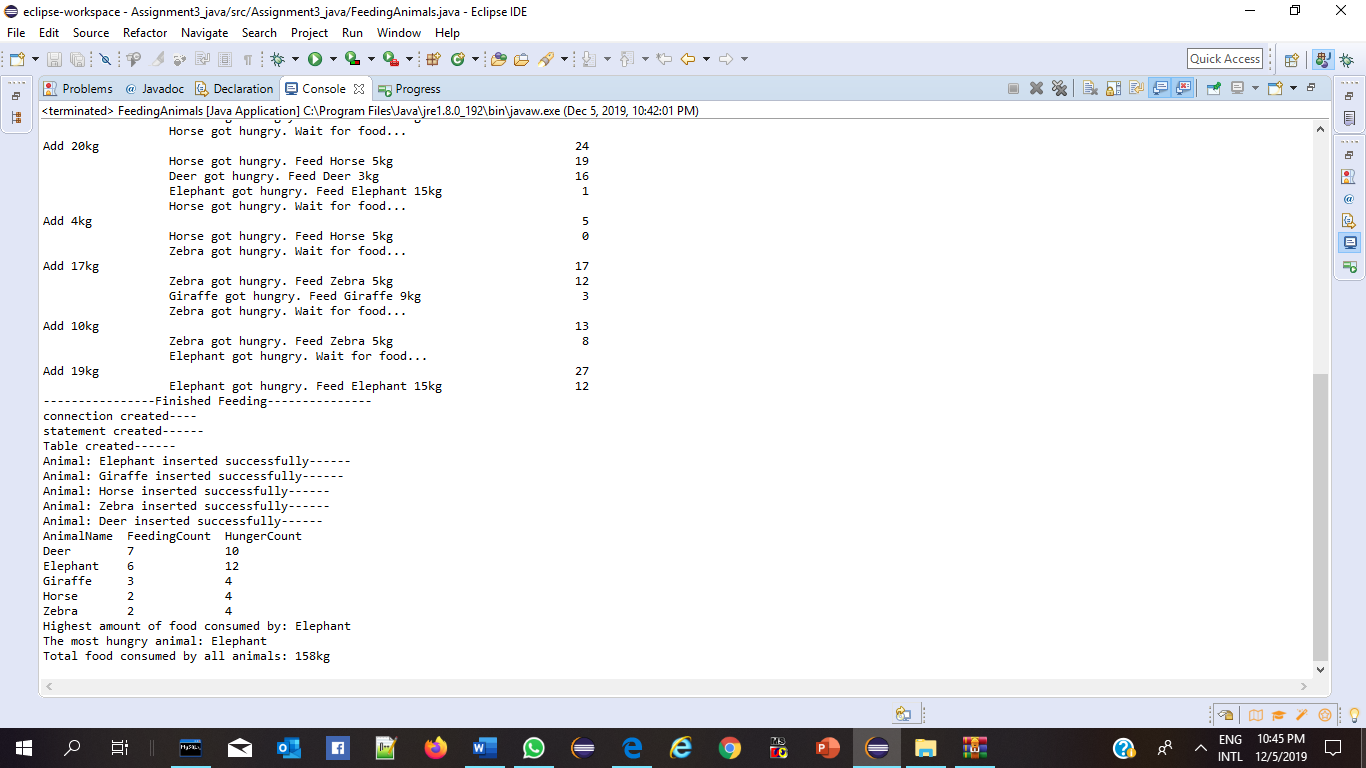 eclipse-workspace - Assignment3_java/src/Assignment3_java/FeedingAnimals.java - Eclipse IDE
File Edit Source Refactor Navigate Search Project Run Window Help
Quick Access
Problems @ Javadoc Declaration Console Progress
<terminated> FeedingAnimals [Java Application] C:\Program Files\Java\jre1.8.0_192\bin\javaw.exe (Dec 5, 2019, 10:42:01 PM)
Horse got hungry. Wait for food...
Add 20kg 24
Horse got hungry. Feed Horse 5kg 19
Deer got hungry. Feed Deer 3kg 16
Elephant got hungry. Feed Elephant 15kg 1
Horse got hungry. Wait for food...
Add 4kg 5
Horse got hungry. Feed Horse 5kg 0
Zebra got hungry. Wait for food...
Add 17kg 17
Zebra got hungry. Feed Zebra 5kg 12
Giraffe got hungry. Feed Giraffe 9kg 3
Zebra got hungry. Wait for food...
Add 10kg 13
Zebra got hungry. Feed Zebra 5kg 8
Elephant got hungry. Wait for food...
Add 19kg 27
Elephant got hungry. Feed Elephant 15kg 12
----------------Finished Feeding---------------
connection created----
statement created------
Table created------
Animal: Elephant inserted successfully------
Animal: Giraffe inserted successfully------
Animal: Horse inserted successfully------
Animal: Zebra inserted successfully------
Animal: Deer inserted successfully------
AnimalName FeedingCount HungerCount
Deer 7 10
Elephant 6 12
Giraffe 3 4
Horse 2 4
Zebra 2 4
Highest amount of food consumed by: Elephant
The most hungry animal: Elephant
Total food consumed by all animals: 158kg
ENG 10:45 PM
INTL 12/5/2019